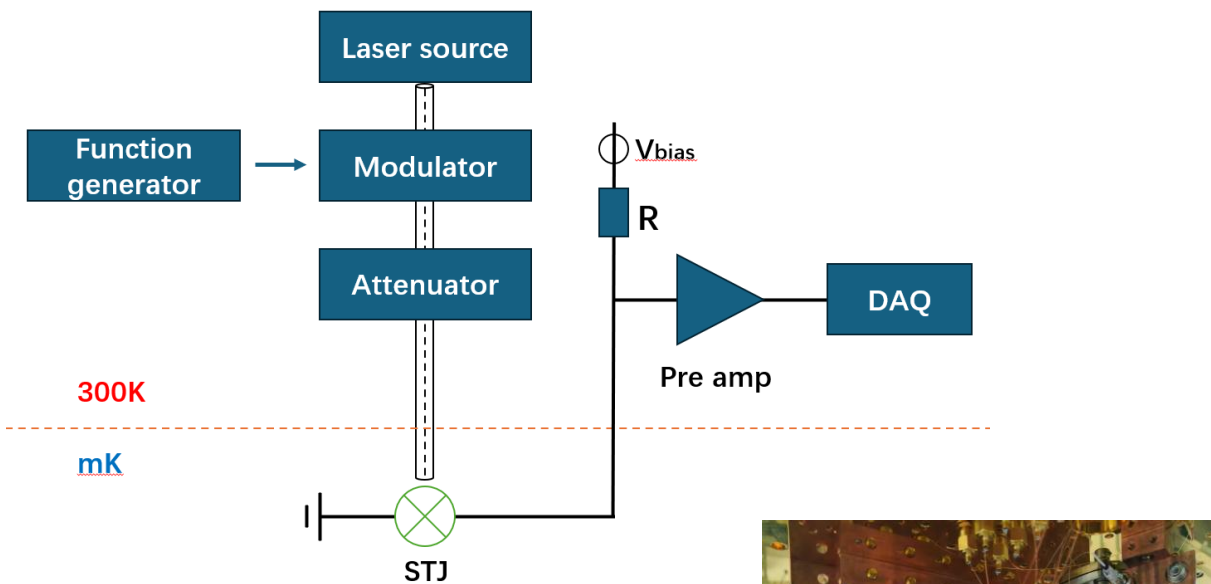 Laser source
Function
generator
Modulator
Vbias
R
Attenuator
DAQ
Pre amp
300K
mK
STJ